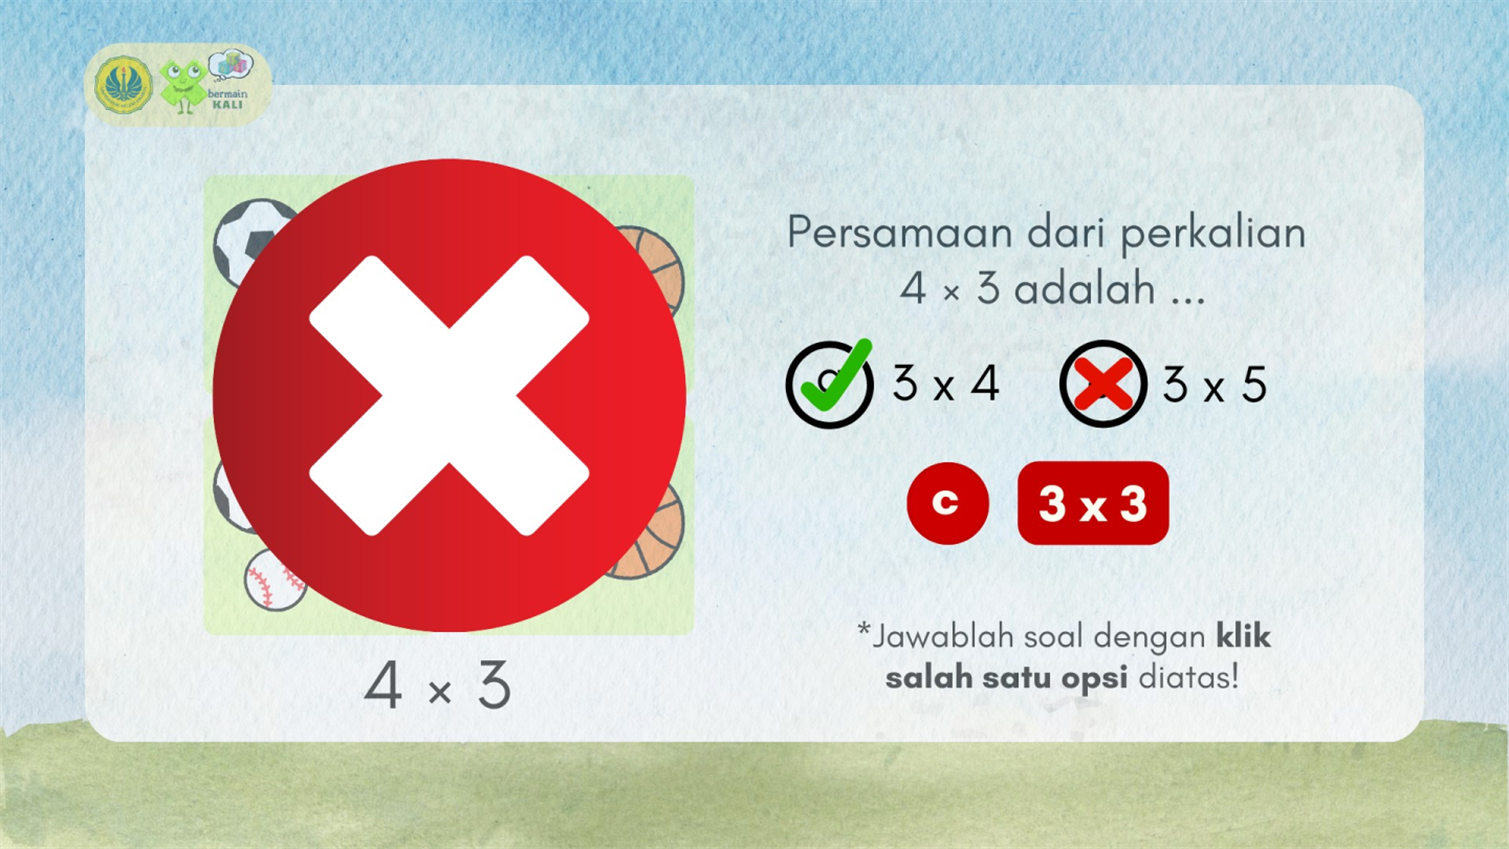 bermain
KALI
Persamaan dari perkalian
4 × 3 adalah ...
3 x 4
3 x 5
c
3 x 3
*Jawablah soal dengan klik
salah satu opsi diatas!
4 × 3